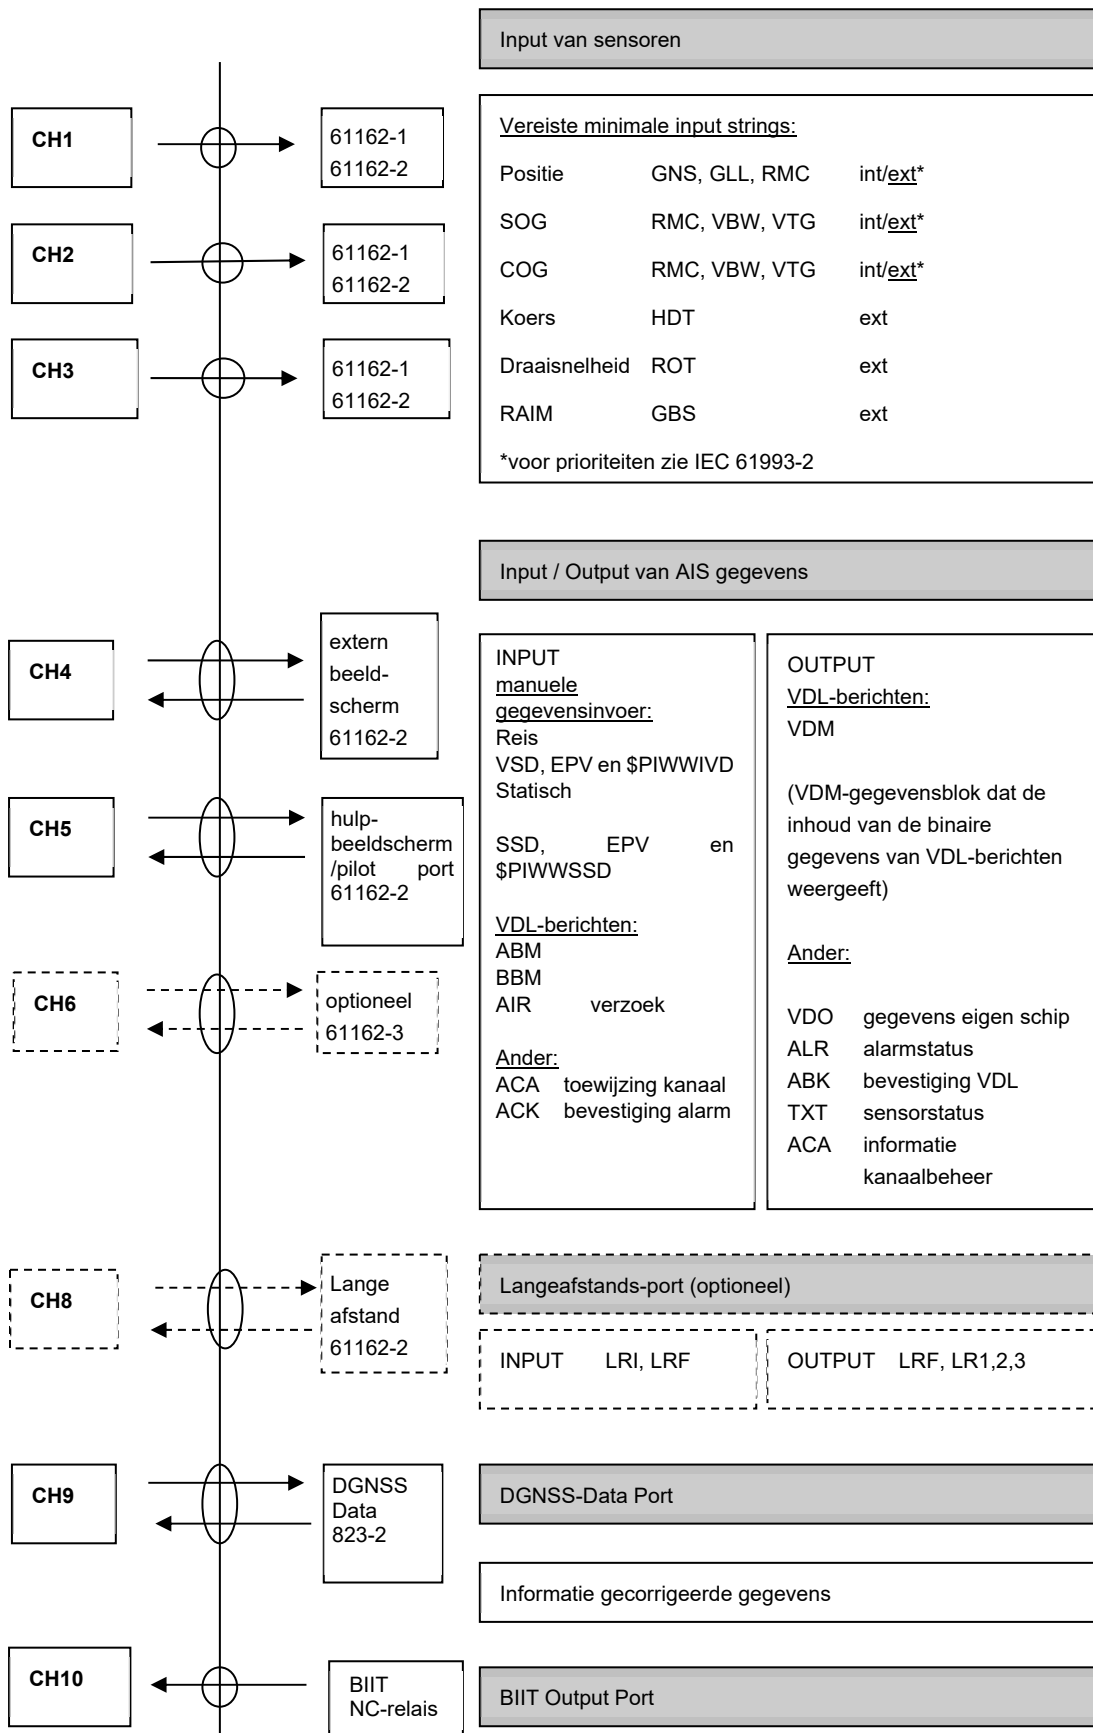 Input van sensoren
CH1
61162-1
61162-2
CH2
61162-1
61162-2
CH3
61162-1
61162-2
Vereiste minimale input strings:
Positie GNS, GLL, RMC int/ext*
SOG RMC, VBW, VTG int/ext*
COG RMC, VBW, VTG int/ext*
Koers HDT ext
Draaisnelheid ROT ext
RAIM GBS ext
*voor prioriteiten zie IEC 61993-2
Input / Output van AIS gegevens
CH4
extern
beeld-
scherm
61162-2
CH5
hulp-
beeldscherm
/pilot port
61162-2
CH6
optioneel
61162-3
INPUT
manuele
gegevensinvoer:
Reis
VSD, EPV en $PIWWIVD
Statisch
SSD, EPV en
$PIWWSSD
VDL-berichten:
ABM
BBM
AIR verzoek
Ander:
ACA toewijzing kanaal
ACK bevestiging alarm
OUTPUT
VDL-berichten:
VDM
(VDM-gegevensblok dat de
inhoud van de binaire
gegevens van VDL-berichten
weergeeft)
Ander:
VDO gegevens eigen schip
ALR alarmstatus
ABK bevestiging VDL
TXT sensorstatus
ACA informatie
kanaalbeheer
CH8
Lange
afstand
61162-2
Langeafstands-port (optioneel)
INPUT LRI, LRF
OUTPUT LRF, LR1,2,3
CH9
DGNSS
Data
823-2
DGNSS-Data Port
Informatie gecorrigeerde gegevens
CH10
BIIT
NC-relais
BIIT Output Port